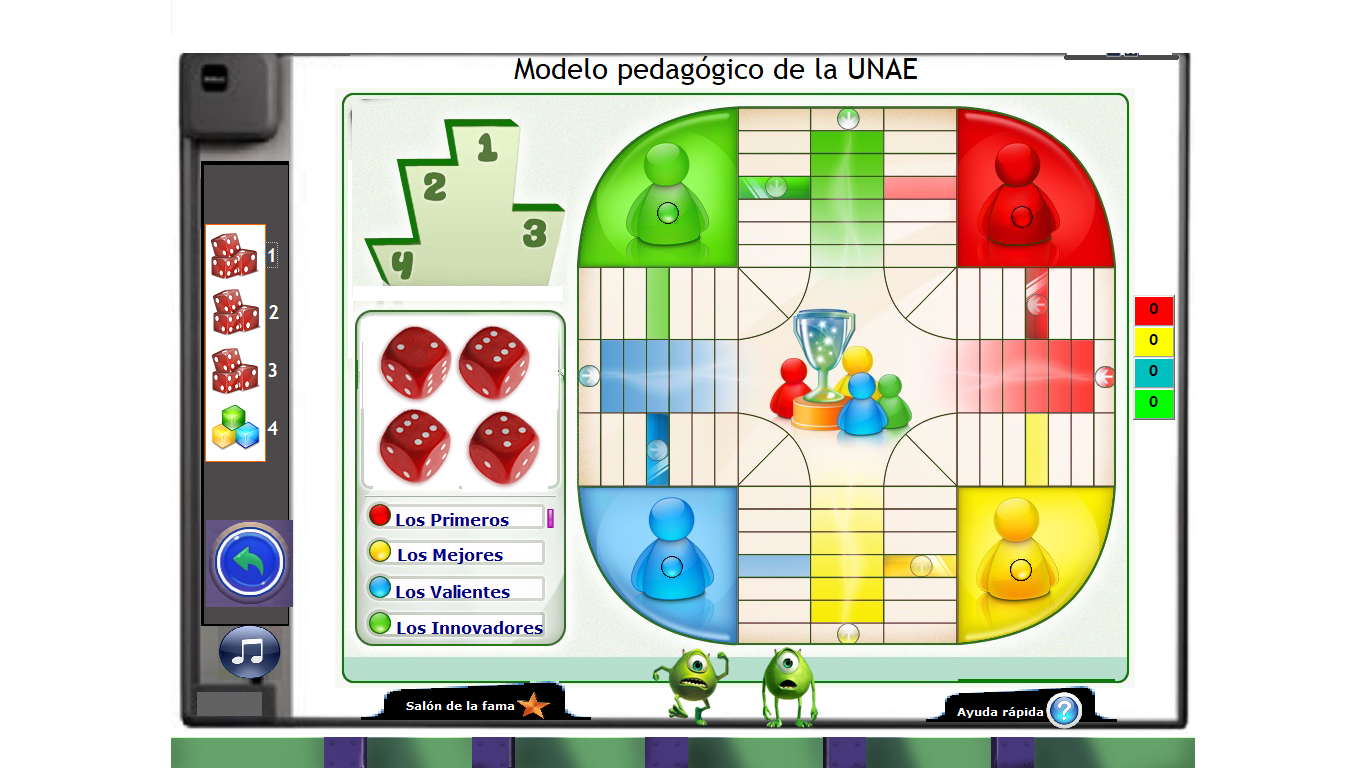 Modelo pedagógico de la UNAE
1
2
3
4
1
2
3
4
Los Primeros
Los Mejores
Los Valientes
Los Innovadores
0
0
0
0
Salón de la fama
Ayuda rápida ?